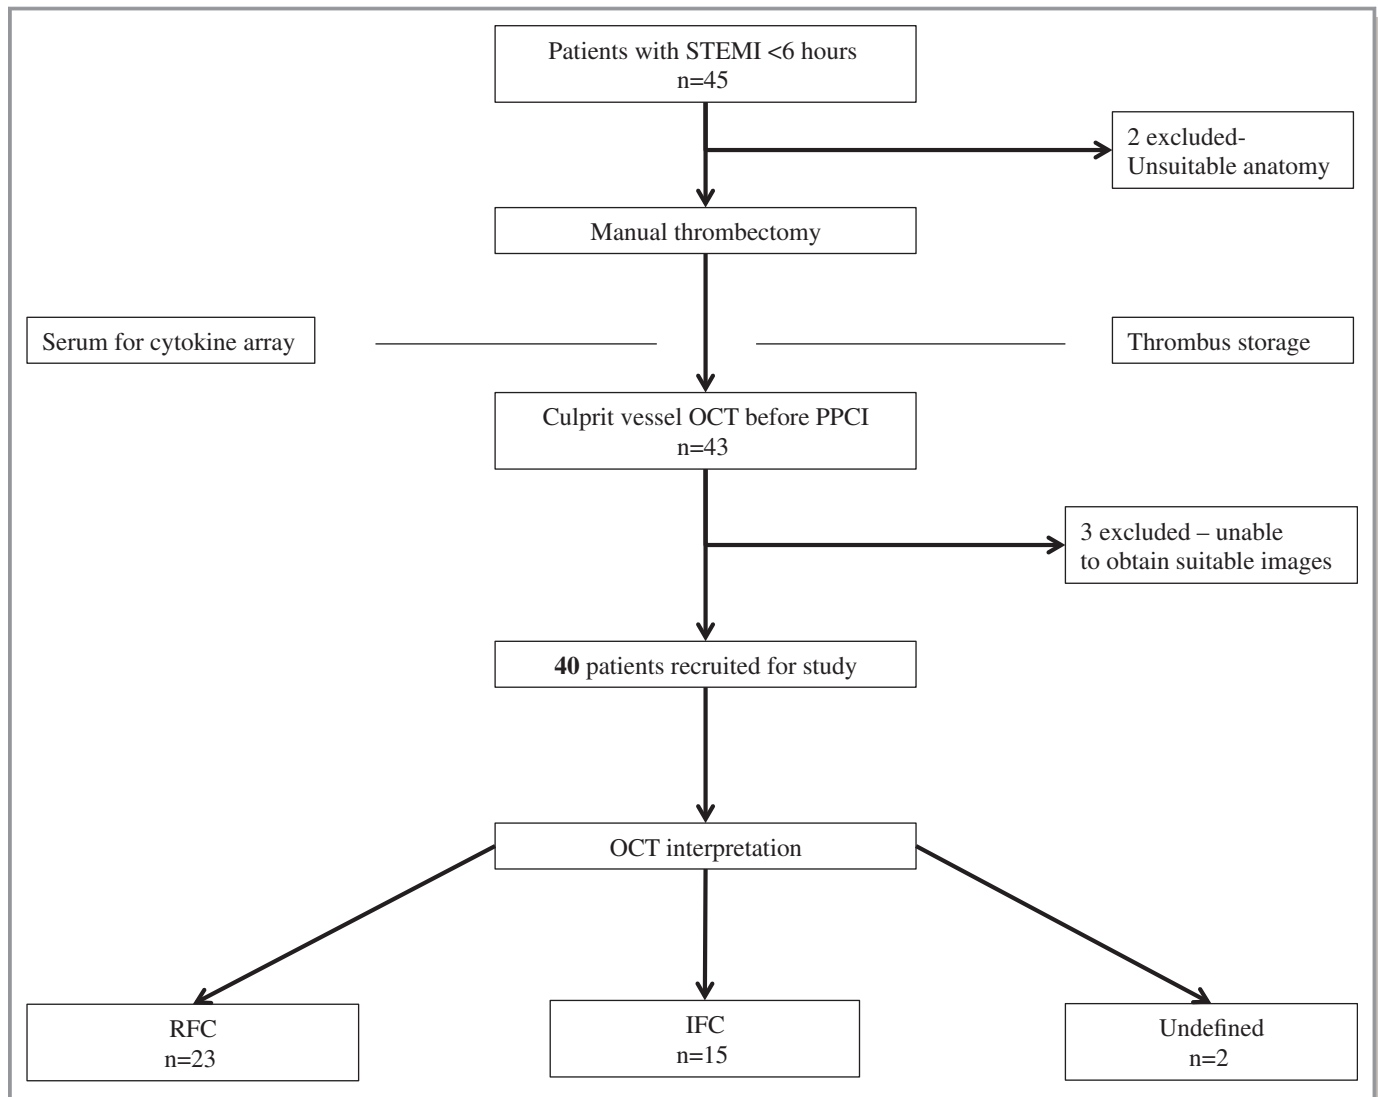 Patients with STEMI <6 hours
n=45
2 excluded-
Unsuitable anatomy
Manual thrombectomy
Serum for cytokine array
Thrombus storage
Culprit vessel OCT before PPCI
n=43
3 excluded – unable
to obtain suitable images
40 patients recruited for study
OCT interpretation
RFC
n=23
IFC
n=15
Undefined
n=2